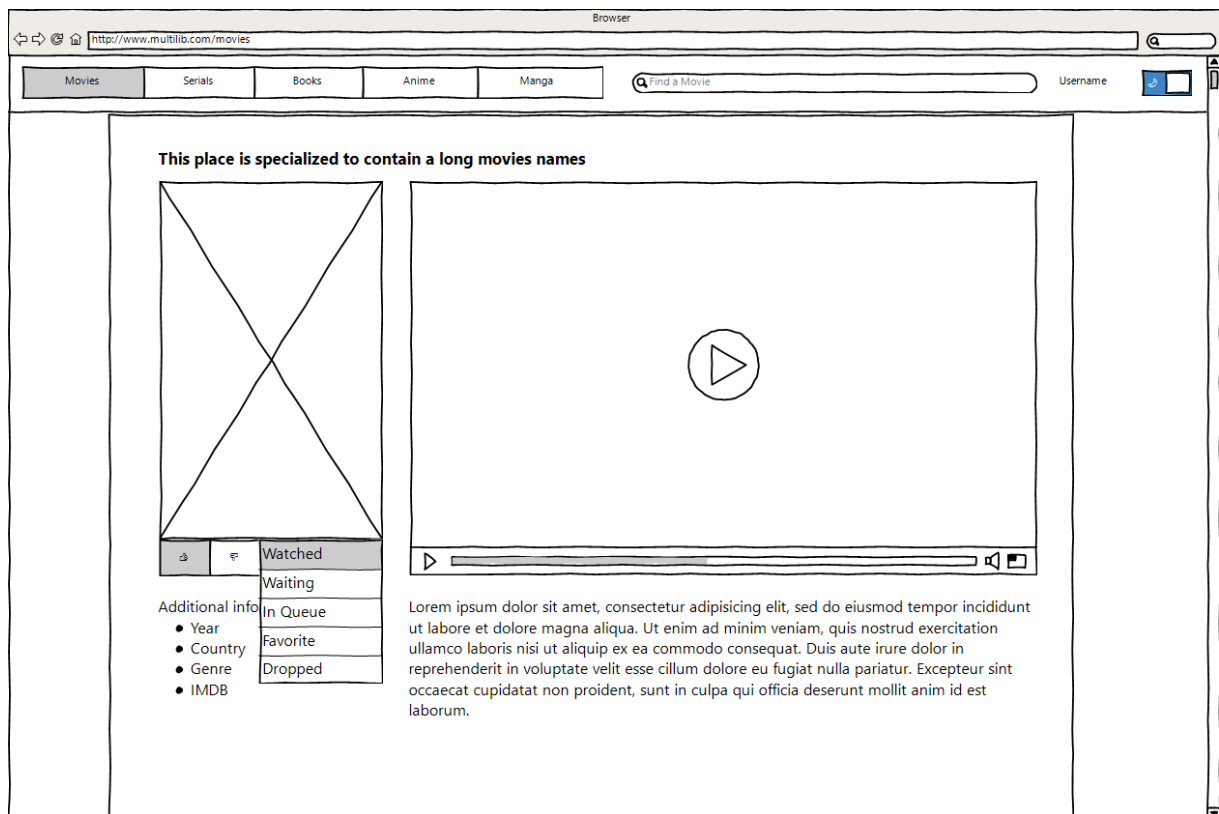 Browser
http://www.multilib.com/movies
Movies Serials Books Anime Manga Find a Movie Username
This place is specialized to contain a long movies names
Watched
Waiting
In Queue
Favorite
Dropped
Additional info
Year
Country
Genre
IMDB
Lorem ipsum dolor sit amet, consectetur adipisicing elit, sed do eiusmod tempor incididunt
ut labore et dolore magna aliqua. Ut enim ad minim veniam, quis nostrud exercitation
ullamco laboris nisi ut aliquip ex ea commodo consequat. Duis aute irure dolor in
reprehenderit in voluptate velit esse cillum dolore eu fugiat nulla pariatur. Excepteur sint
occaecat cupidatat non proident, sunt in culpa qui officia deserunt mollit anim id est
laborum.